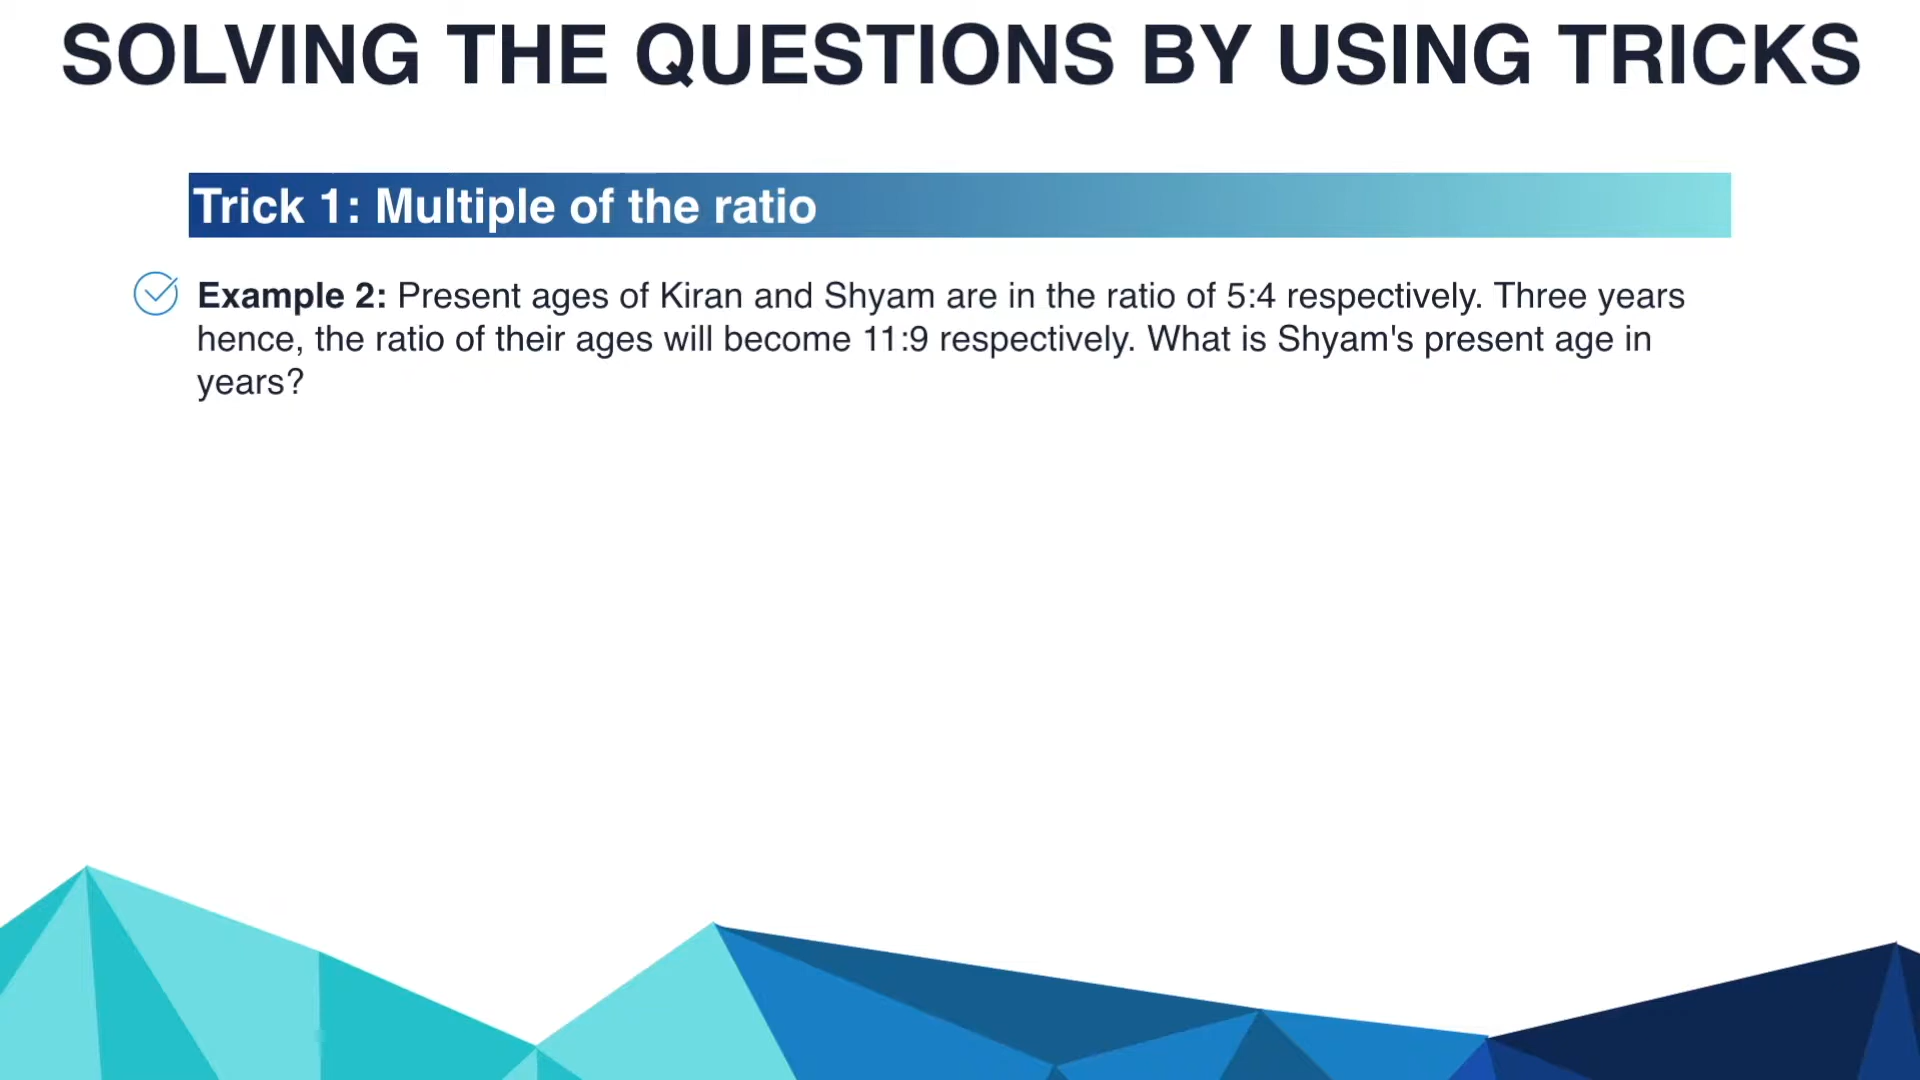 SOLVING THE QUESTIONS BY USING TRICKS
Trick 1: Multiple of the ratio
Example 2: Present ages of Kiran and Shyam are in the ratio of 5:4 respectively. Three years
hence, the ratio of their ages will become 11:9 respectively. What is Shyam's present age in
years?